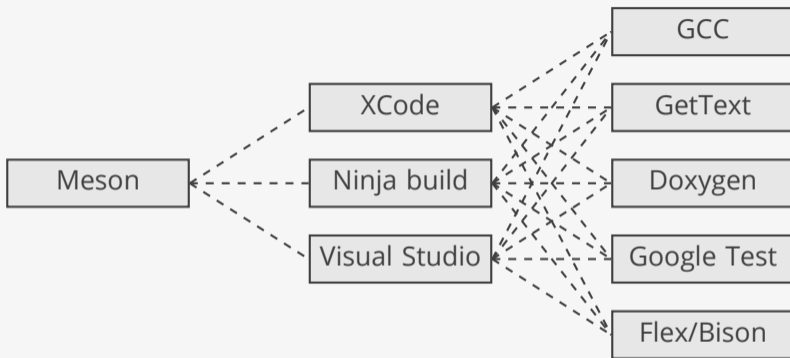 Meson
XCode
Ninja build
Visual Studio
GCC
GetText
Doxygen
Google Test
Flex/Bison